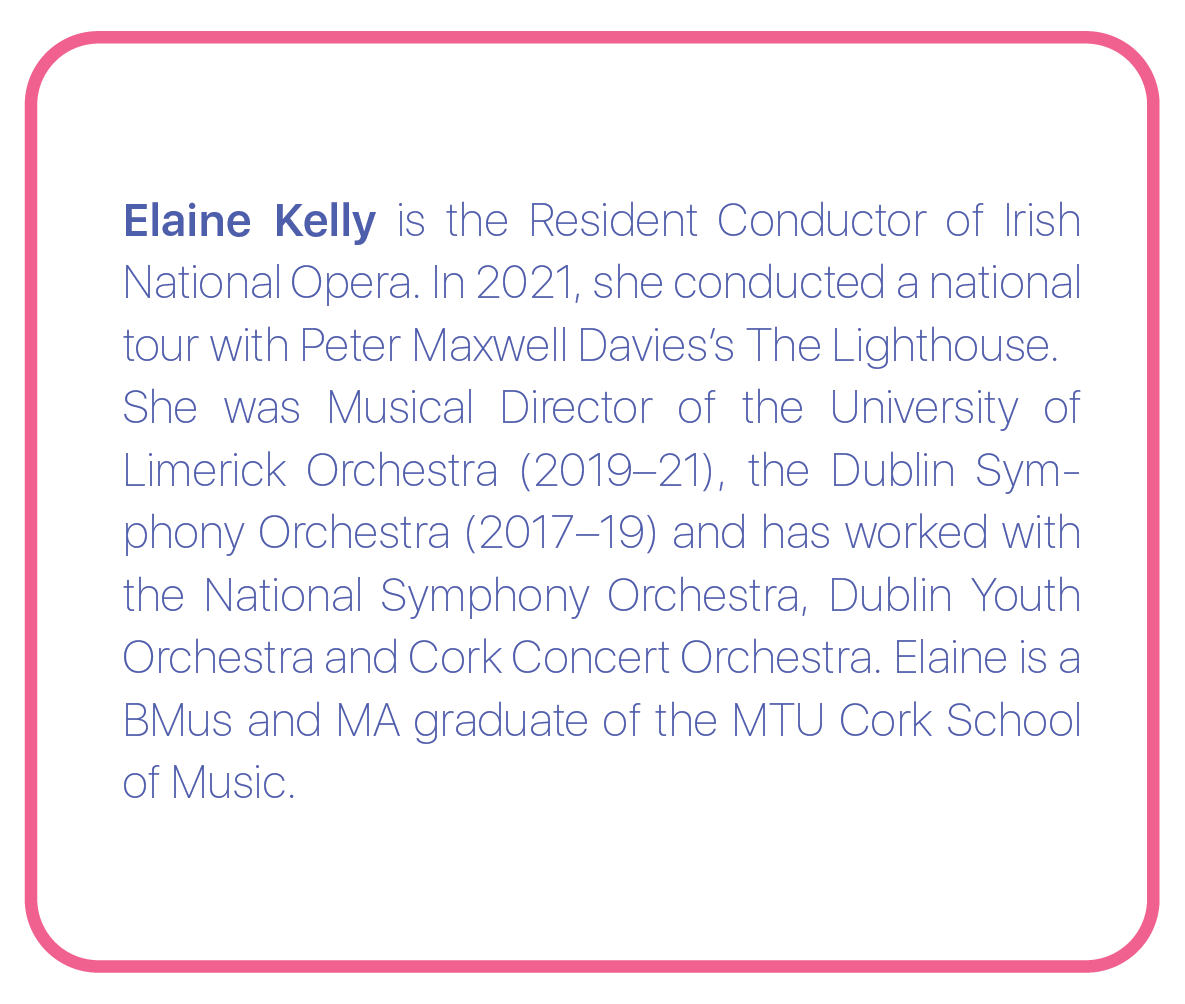 Elaine Kelly is the Resident Conductor of Irish
National Opera. In 2021, she conducted a national
tour with Peter Maxwell Davies’s The Lighthouse.
She was Musical Director of the University of
Limerick Orchestra (2019–21), the Dublin Sym-
phony Orchestra (2017–19) and has worked with
the National Symphony Orchestra, Dublin Youth
Orchestra and Cork Concert Orchestra. Elaine is a
BMus and MA graduate of the MTU Cork School
of Music.